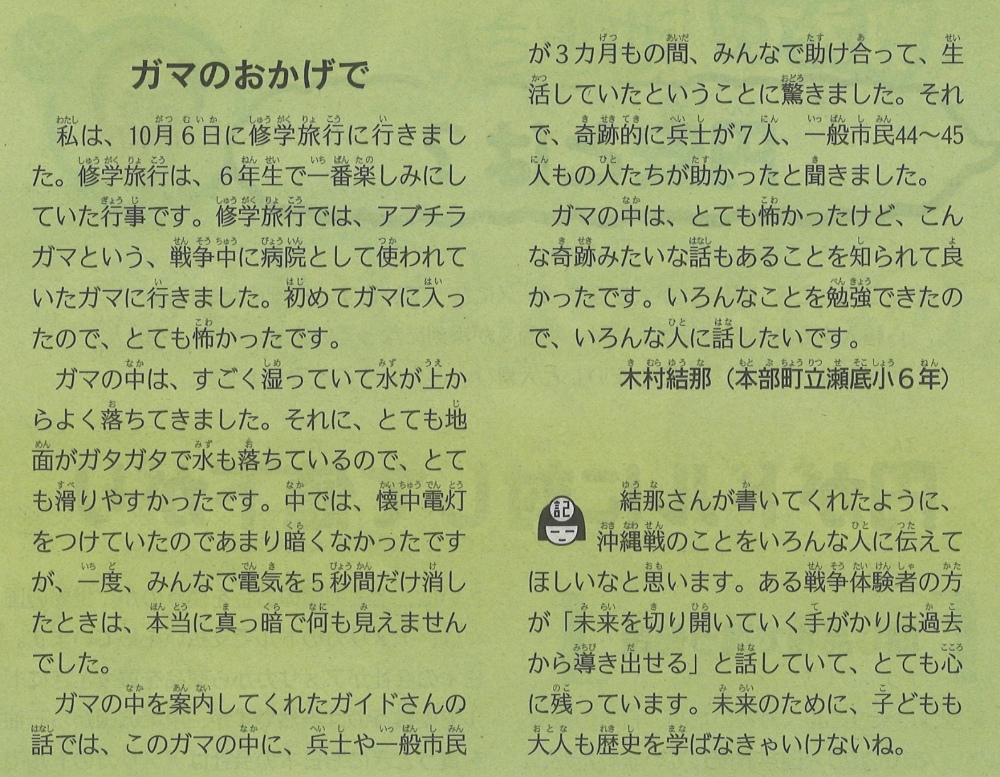 ガマのおかげで
私は、10月６日に修学旅行に行きまし
た。修学旅行は、６年生で一番楽しみにし
ていた行事です。修学旅行では、アブチラ
ガマという、戦争中に病院として使われて
いたガマに行きました。初めてガマに入っ
たので、とても怖かったです。
ガマの中は、すごく湿っていて水が上か
らよく落ちてきました。それに、とても地
面がガタガタで水も落ちているので、とて
も滑りやすかったです。中では、懐中電灯
をつけていたのであまり暗くなかったです
が、一度、みんなで電気を５秒間だけ消し
たときは、本当に真っ暗で何も見えません
でした。
ガマの中を案内してくれたガイドさんの
話では、このガマの中に、兵士や一般市民
が３カ月もの間、みんなで助け合って、生
活していたということに驚きました。それ
で、奇跡的に兵士が７人、一般市民44〜45
人もの人たちが助かったと聞きました。
ガマの中は、とても怖かったけど、こん
な奇跡みたいな話もあることを知られて良
かったです。いろんなことを勉強できたの
で、いろんな人に話したいです。
木村結那（本部町立瀬底小６年）
記
結那さんが書いてくれたように、
沖縄戦のことをいろんな人に伝えて
ほしいなと思います。ある戦争体験者の方
が「未来を切り開いていく手がかりは過去
から導き出せる」と話していて、とても心
に残っています。未来のために、子どもも
大人も歴史を学ばなきゃいけないね。